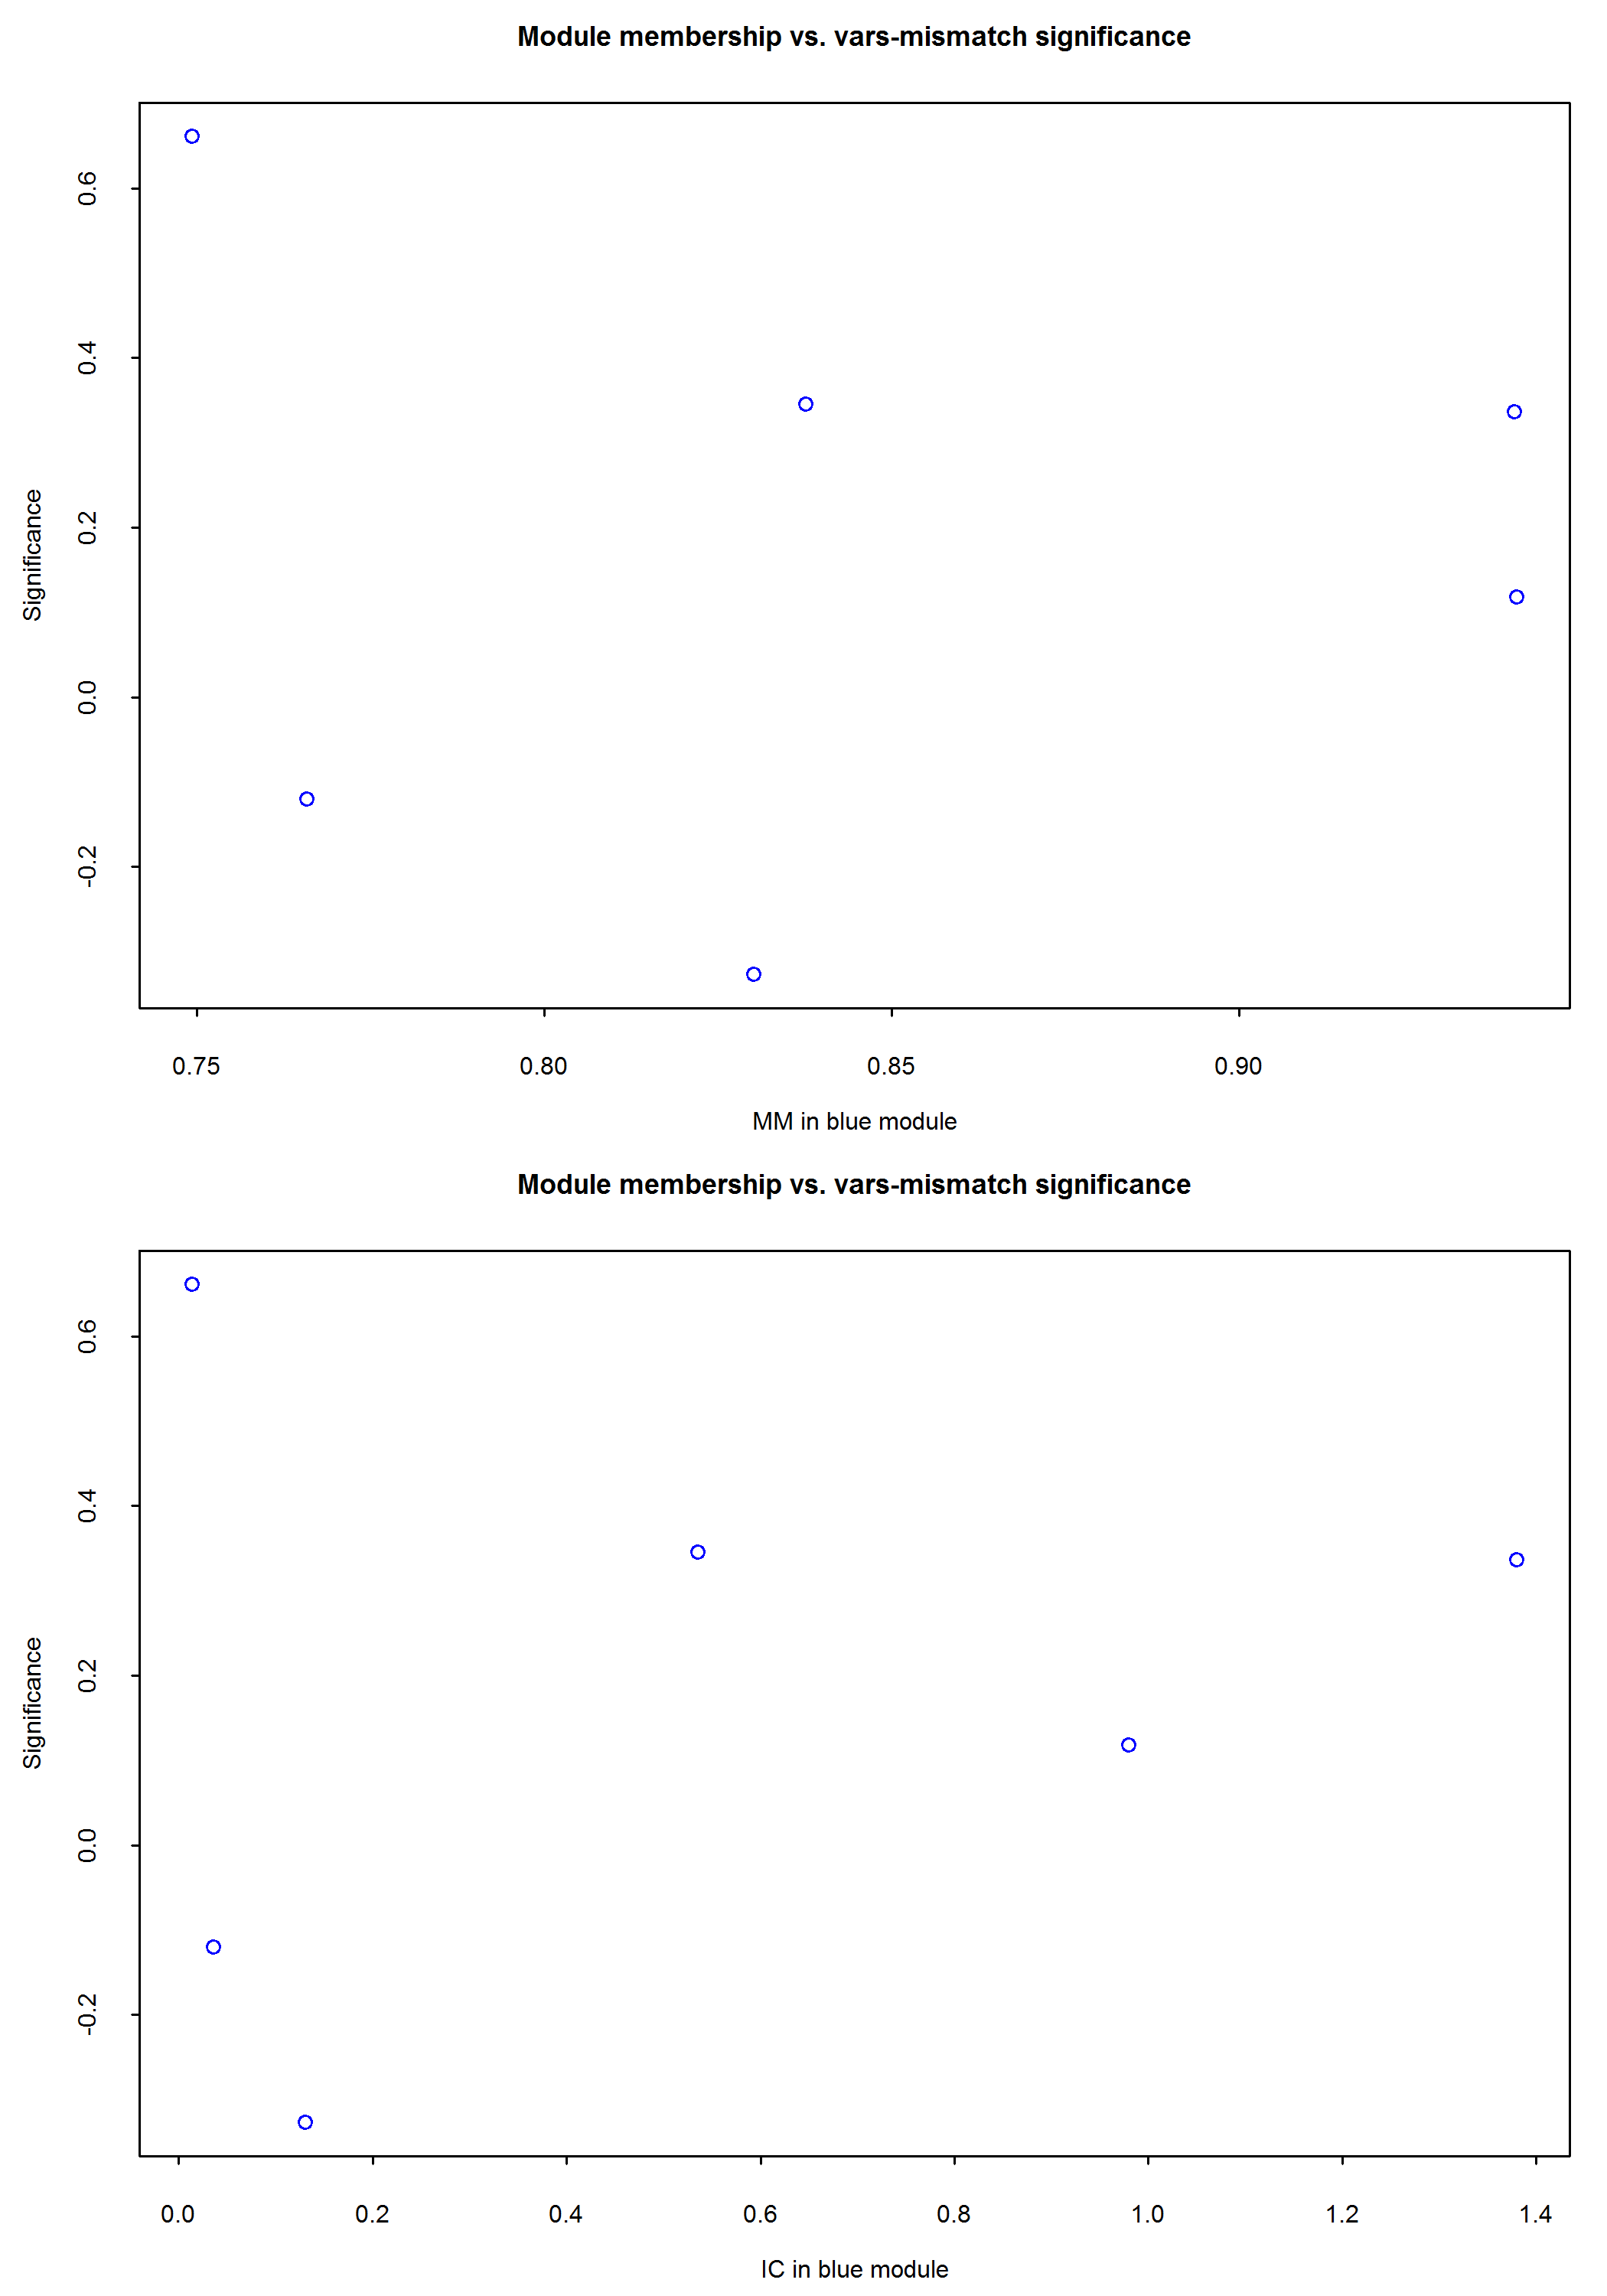 Module membership vs. vars-mismatch significance
0.6
0.4
0.2
0.0
-0.2
Significance
0.75 0.80 0.85 0.90
MM in blue module
Module membership vs. vars-mismatch significance
0.6
0.4
0.2
0.0
-0.2
Significance
0.0 0.2 0.4 0.6 0.8 1.0 1.2 1.4
IC in blue module